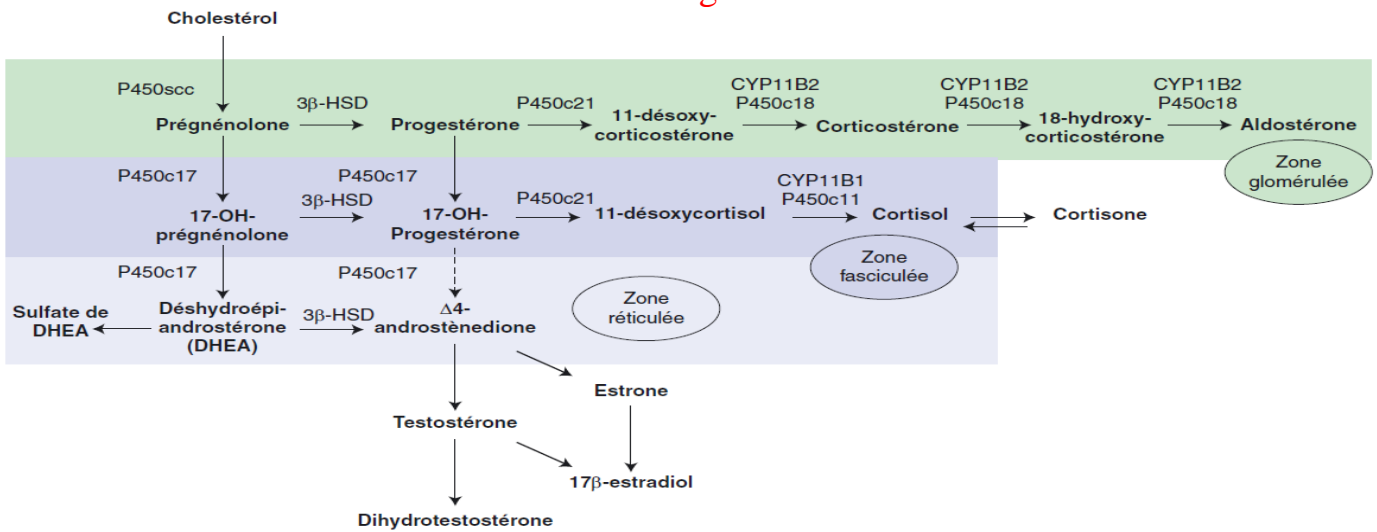 Cholestérol
P450scc
3β-HSD
P450c21
CYP11B2
P450c18
CYP11B2
P450c18
CYP11B2
P450c18
Prégnénolone
Progestérone
11-désoxy-
corticostérone
Corticostérone
18-hydroxy-
corticostérone
Aldostérone
Zone
glomérulée
P450c17
P450c17
3β-HSD
P450c21
CYP11B1
P450c11
17-OH-
prégnénolone
17-OH-
Progestérone
11-désoxycortisol
Cortisol
Cortisone
Zone
fasciculée
P450c17
P450c17
3β-HSD
Sulfate de
DHEA
Déshydroépi-
androstérone
(DHEA)
Δ4-
androstènedione
Zone
réticulée
Estrone
Testostérone
17β-estradiol
Dihydrotestostérone